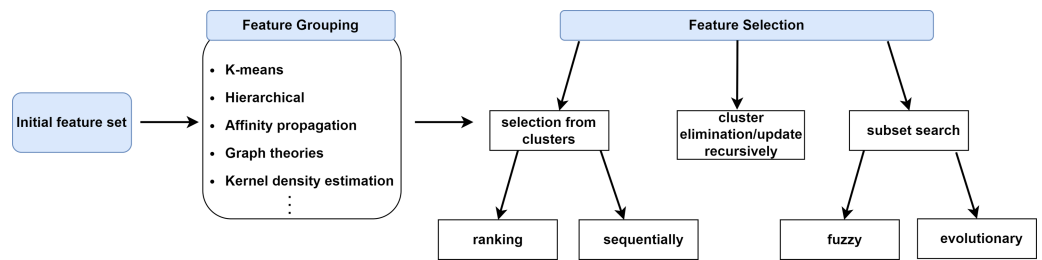 Feature Grouping
Feature Selection
Initial feature set
• K-means
• Hierarchical
• Affinity propagation
• Graph theories
• Kernel density estimation
selection from
clusters
cluster
elimination/update
recursively
subset search
ranking
sequentially
fuzzy
evolutionary